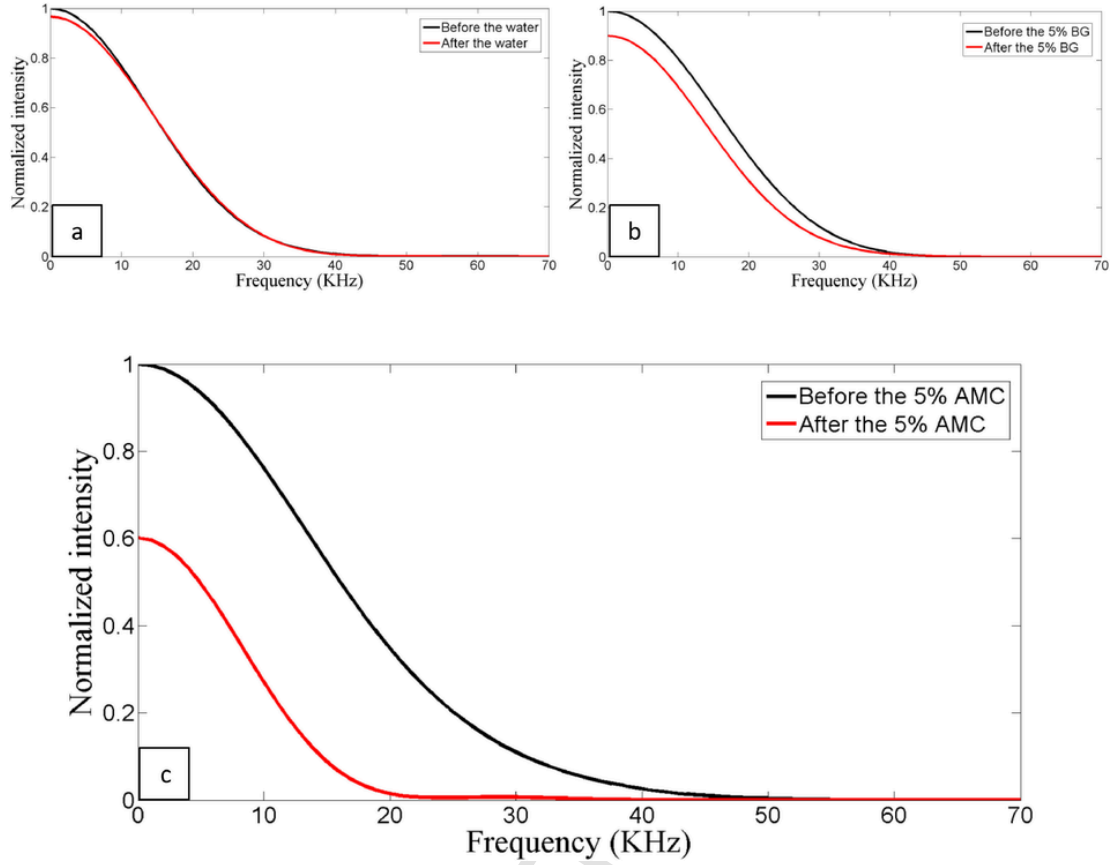 Before the water
After the water
Normalized intensity
1
0.8
0.6
0.4
0.2
0
a
0 10 20 30 40 50 60 70
Frequency (KHz)
Before the 5% BG
After the 5% BG
Normalized intensity
1
0.8
0.6
0.4
0.2
0
b
0 10 20 30 40 50 60 70
Frequency (KHz)
Before the 5% AMC
After the 5% AMC
Normalized intensity
1
0.8
0.6
0.4
0.2
0
c
0 10 20 30 40 50 60 70
Frequency (KHz)